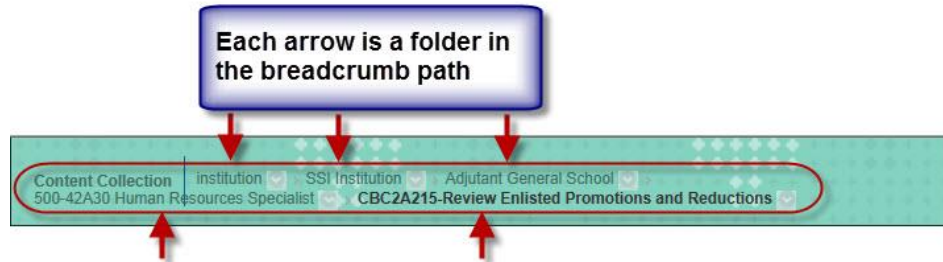 Each arrow is a folder in
the breadcrumb path
Content Collection institution SSI Institution Adjutant General School
500-42A30 Human Resources Specialist CBC2A215-Review Enlisted Promotions and Reductions